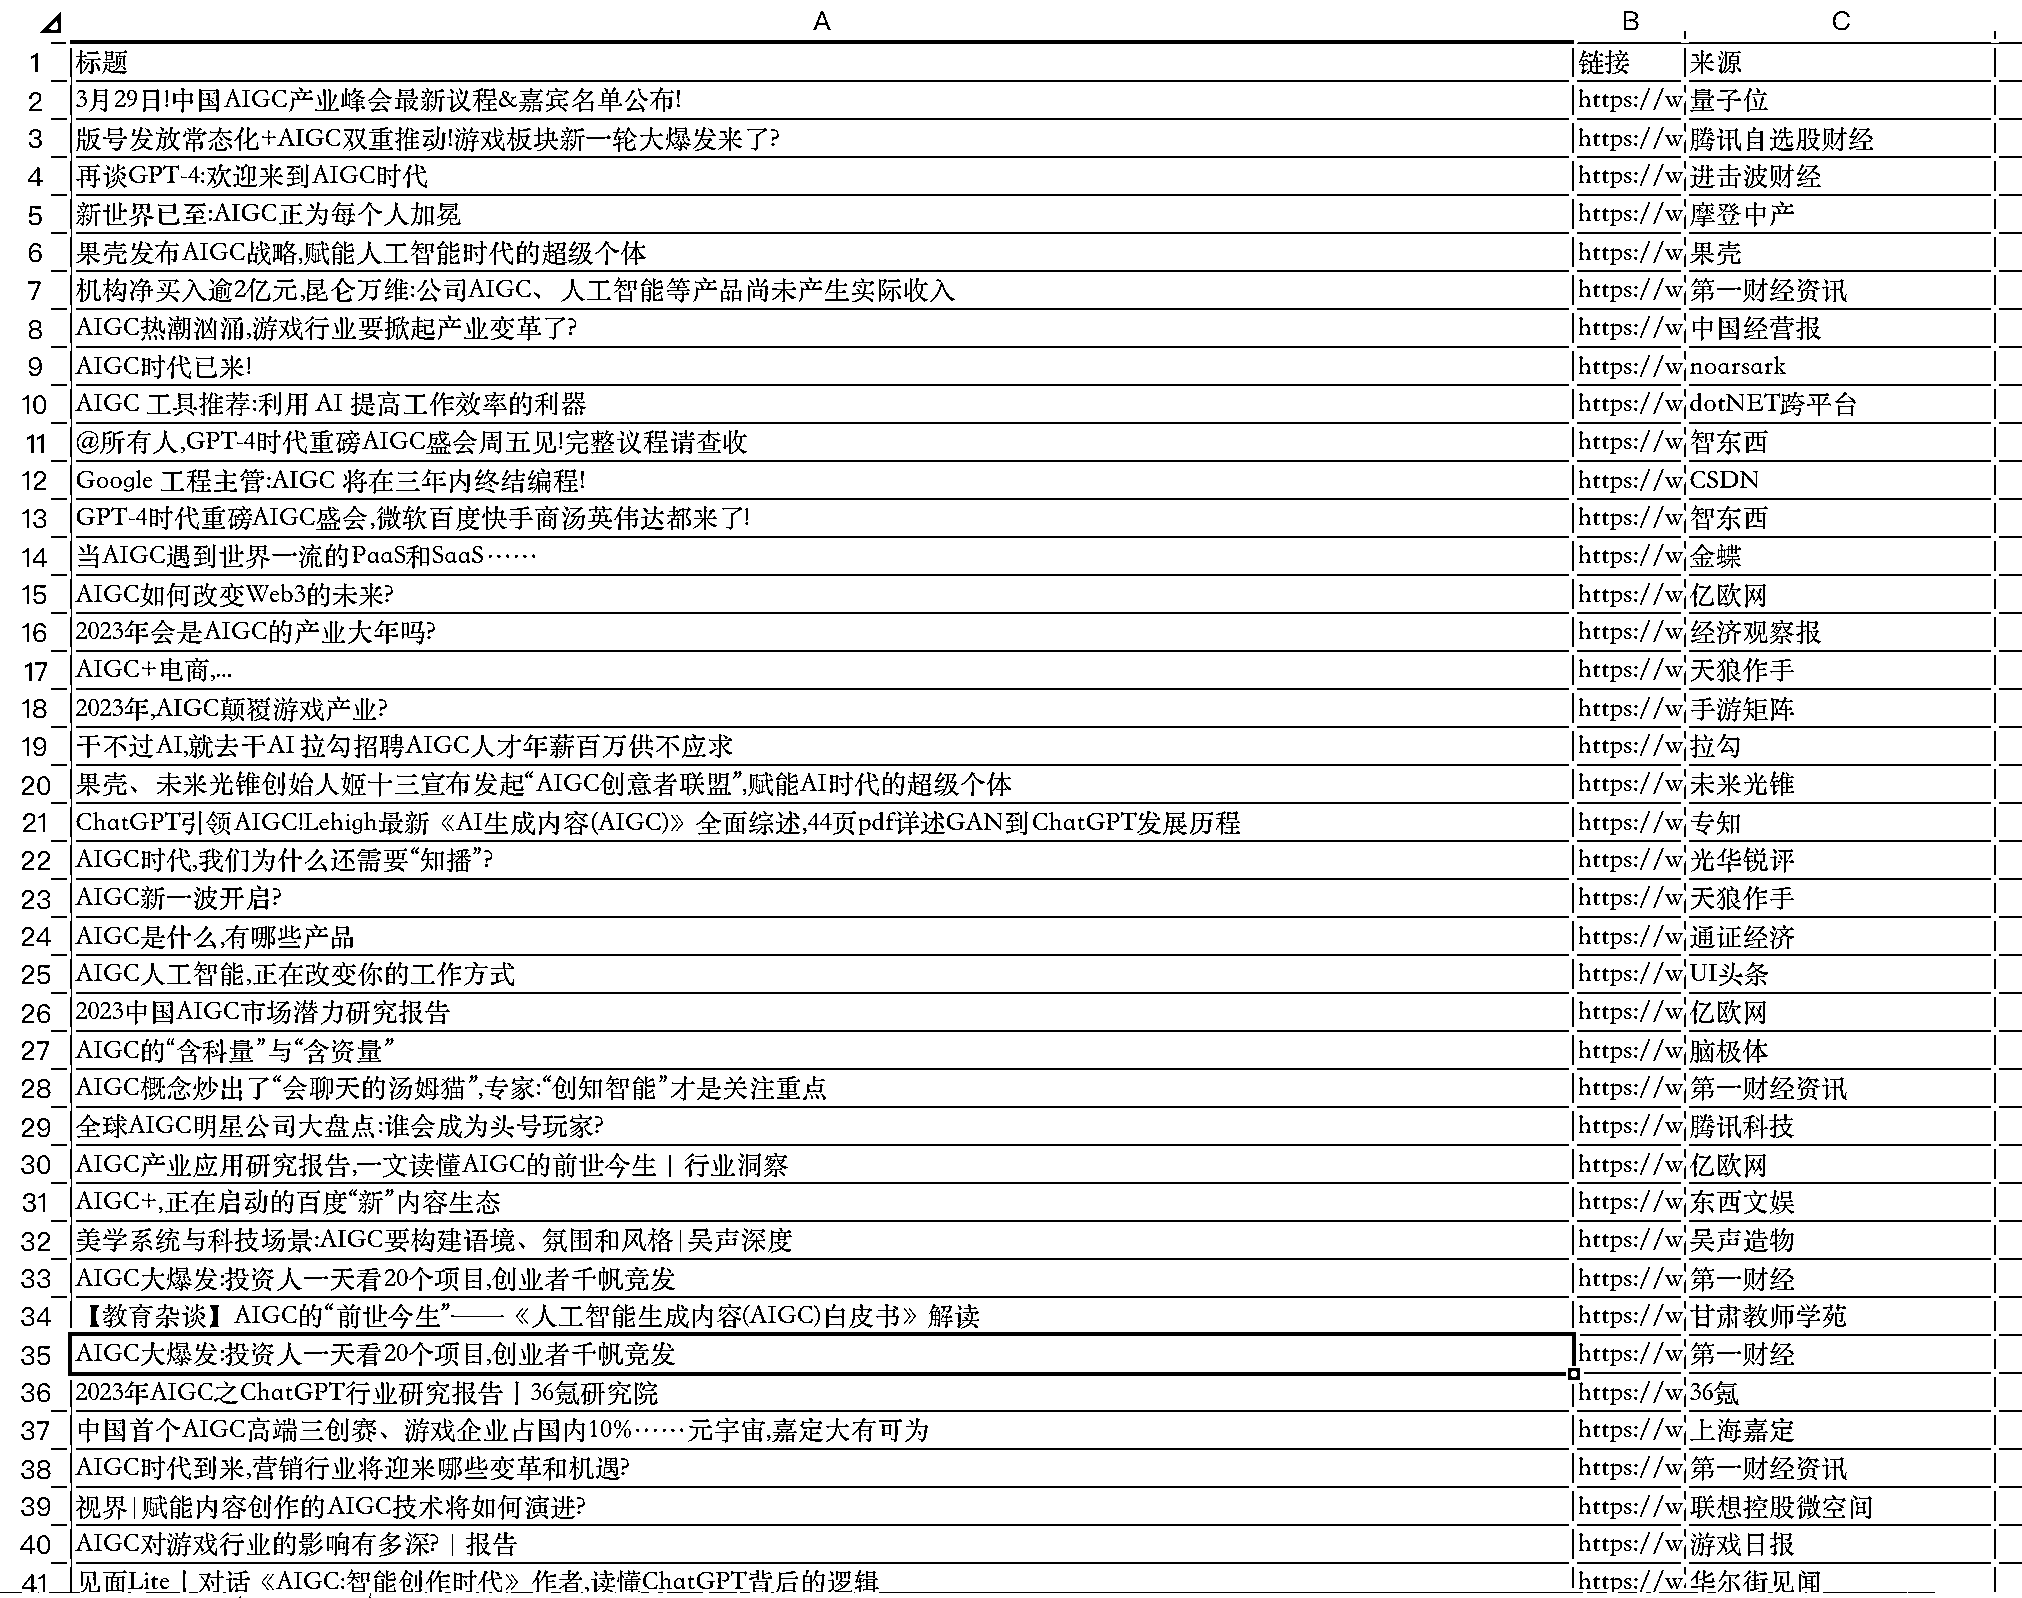 A B C
1 标题 链接 来源
2 3月29日!中国AIGC产业峰会最新议程&嘉宾名单公布! https://w 量子位
3 版号发放常态化+AIGC双重推动!游戏板块新一轮大爆发来了? https://w 腾讯自选股财经
4 再谈GPT-4:欢迎来到AIGC时代 https://w 进击波财经
5 新世界已至:AIGC正为每个人加冕 https://w 摩登中产
6 果壳发布AIGC战略,赋能人工智能时代的超级个体 https://w 果壳
7 机构净买入逾2亿元,昆仑万维:公司AIGC、人工智能等产品尚未产生实际收入 https://w 第一财经资讯
8 AIGC热潮汹涌,游戏行业要掀起产业变革了? https://w 中国经营报
9 AIGC时代已来! https://w noarsark
10 AIGC 工具推荐:利用 AI 提高工作效率的利器 https://w dotNET跨平台
11 @所有人,GPT-4时代重磅AIGC盛会周五见!完整议程请查收 https://w 智东西
12 Google 工程主管:AIGC 将在三年内终结编程! https://w CSDN
13 GPT-4时代重磅AIGC盛会,微软百度快手商汤英伟达都来了! https://w 智东西
14 当AIGC遇到世界一流的PaaS和SaaS…… https://w 金蝶
15 AIGC如何改变Web3的未来? https://w 亿欧网
16 2023年会是AIGC的产业大年吗? https://w 经济观察报
17 AIGC+电商,... https://w 天狼作手
18 2023年,AIGC颠覆游戏产业? https://w 手游矩阵
19 干不过AI,就去干AI 拉勾招聘AIGC人才年薪百万供不应求 https://w 拉勾
20 果壳、未来光锥创始人姬十三宣布发起“AIGC创意者联盟”,赋能AI时代的超级个体 https://w 未来光锥
21 ChatGPT引领AIGC!Lehigh最新《AI生成内容(AIGC)》全面综述,44页pdf详述GAN到ChatGPT发展历程 https://w 专知
22 AIGC时代,我们为什么还需要“知播”? https://w 光华锐评
23 AIGC新一波开启? https://w 天狼作手
24 AIGC是什么,有哪些产品 https://w 通证经济
25 AIGC人工智能,正在改变你的工作方式 https://w UI头条
26 2023中国AIGC市场潜力研究报告 https://w 亿欧网
27 AIGC的“含科量”与“含资量” https://w 脑极体
28 AIGC概念炒出了“会聊天的汤姆猫”,专家:“创知智能”才是关注重点 https://w 第一财经资讯
29 全球AIGC明星公司大盘点:谁会成为头号玩家? https://w 腾讯科技
30 AIGC产业应用研究报告,一文读懂AIGC的前世今生丨行业洞察 https://w 亿欧网
31 AIGC+,正在启动的百度“新”内容生态 https://w 东西文娱
32 美学系统与科技场景:AIGC要构建语境、氛围和风格|吴声深度 https://w 吴声造物
33 AIGC大爆发:投资人一天看20个项目,创业者千帆竞发 https://w 第一财经
34 【教育杂谈】AIGC的“前世今生”——《人工智能生成内容(AIGC)白皮书》解读 https://w 甘肃教师学苑
35 AIGC大爆发:投资人一天看20个项目,创业者千帆竞发 https://w 第一财经
36 2023年AIGC之ChatGPT行业研究报告丨36氪研究院 https://w 36氪
37 中国首个AIGC高端三创赛、游戏企业占国内10%……元宇宙,嘉定大有可为 https://w 上海嘉定
38 AIGC时代到来,营销行业将迎来哪些变革和机遇? https://w 第一财经资讯
39 视界|赋能内容创作的AIGC技术将如何演进? https://w 联想控股微空间
40 AIGC对游戏行业的影响有多深?丨报告 https://w 游戏日报
41 见面Lite丨对话《AIGC:智能创作时代》作者,读懂ChatGPT背后的逻辑 https://w 华尔街见闻